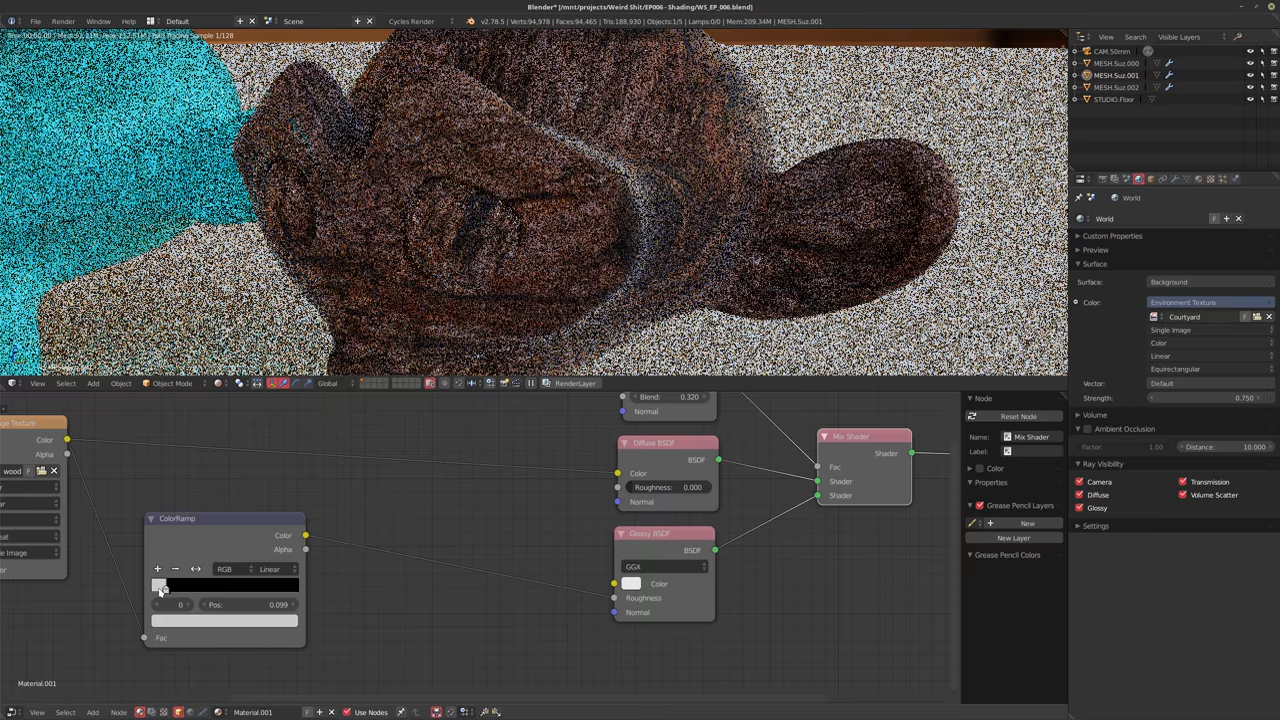 Blender* [/mnt/projects/Weird Shit/EP006 - Shading/WS_EP_006.blend]
File Render Window Help Default Scene Cycles Render v2.78.5 | Verts:94,978 | Faces:94,465 | Tris:188,930 | Objects:1/5 | Lamps:0/0 | Mem:209.34M | MESH.Suz.001
Sample 1/128
View Search Visible Layers
CAM.50mm
MESH.Suz.000
MESH.Suz.001
MESH.Suz.002
STUDIO.Floor
World
World F
Custom Properties
Preview
Surface
Surface: Background
Color: Environment Texture
Courtyard F
Single Image
Color
Linear
Equirectangular
Vector: Default
Strength: 0.750
Volume
Ambient Occlusion
Factor: 1.00 Distance: 10.000
Ray Visibility
Camera Transmission
Diffuse Volume Scatter
Glossy
Settings
View Select Add Object Object Mode Global RenderLayer
ge Texture
Color
Alpha
wood F
eat
le Image
ColorRamp
Color
Alpha
RGB Linear
0 Pos: 0.099
Fac
Blend: 0.320
Normal
Diffuse BSDF
BSDF
Color
Roughness: 0.000
Normal
Glossy BSDF
BSDF
GGX
Color
Roughness
Normal
Mix Shader
Shader
Fac
Shader
Shader
Node
Reset Node
Name: Mix Shader
Label:
Color
Properties
Grease Pencil Layers
New
New Layer
Grease Pencil Colors
Material.001
View Select Add Node Material.001 F Use Nodes